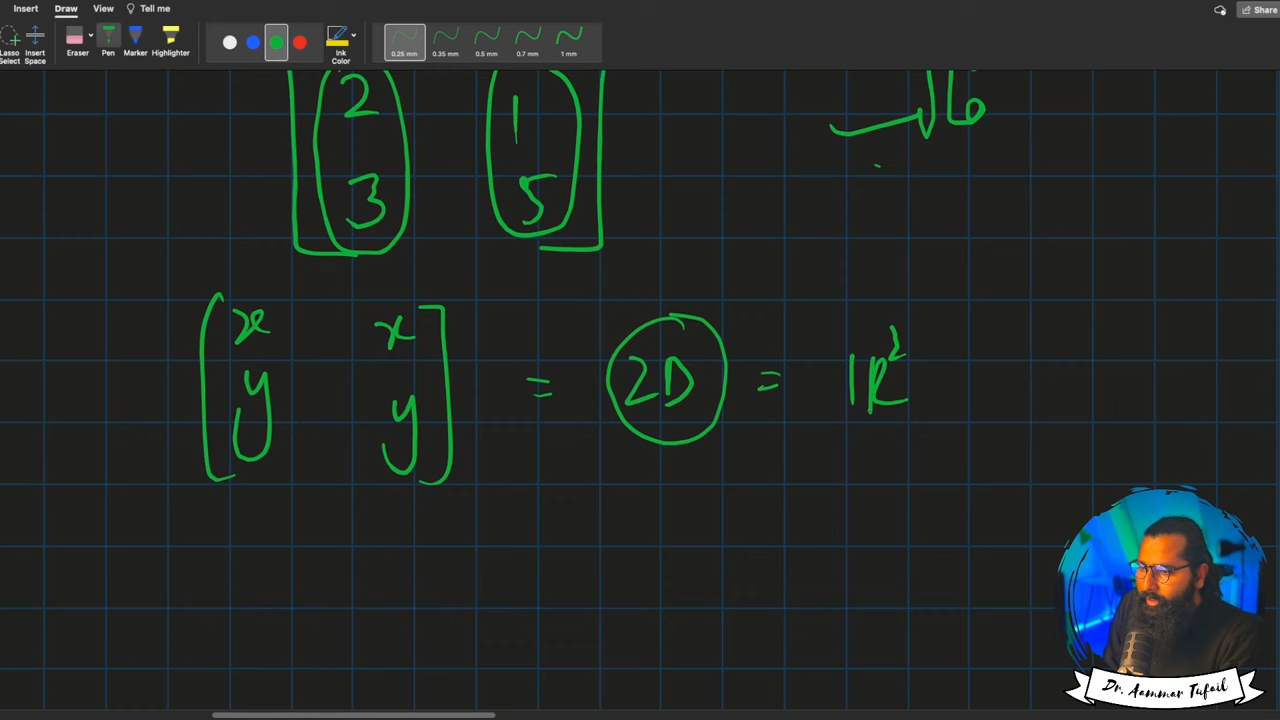 Insert Draw View Tell me
Share
Lasso Select Insert Space Eraser Pen Marker Highlighter Ink Color 0.25 mm 0.35 mm 0.5 mm 0.7 mm 1 mm
2 1
3 5
6
x x
y y
= 2D = ℝ²
Dr. Aammar Tufail